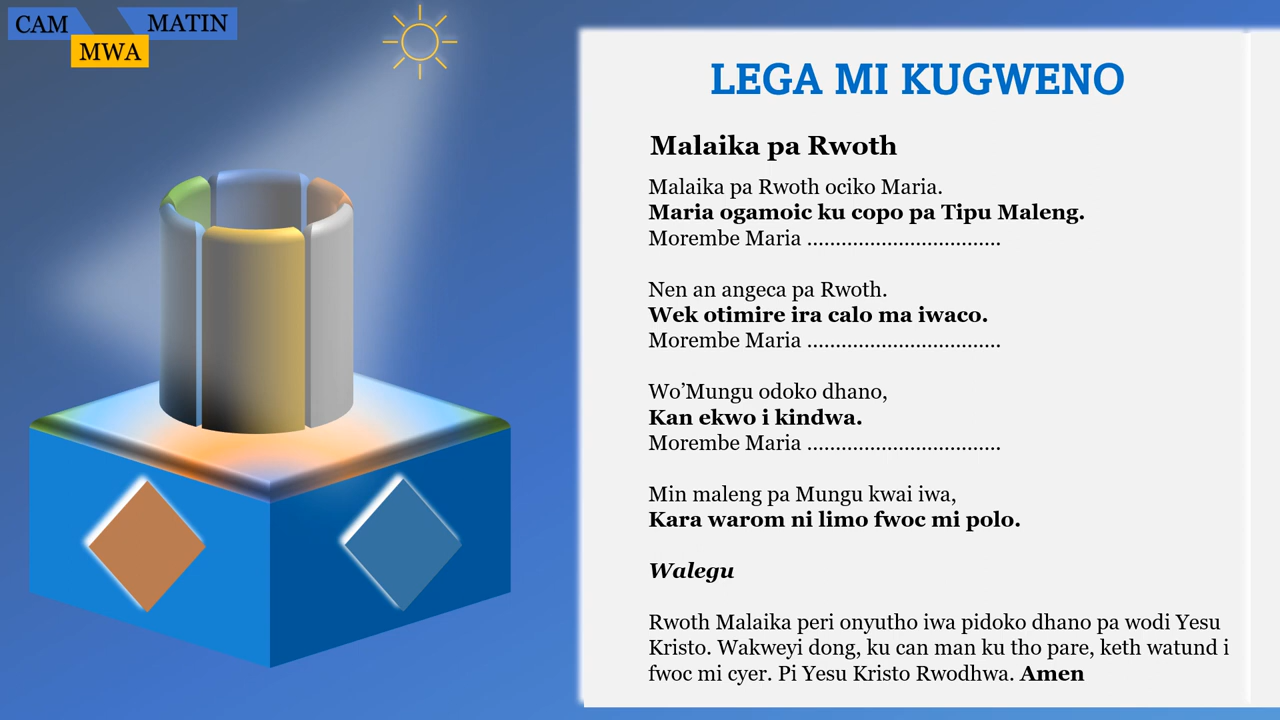 CAM
MATIN
MWA
LEGA MI KUGWENO
Malaika pa Rwoth
Malaika pa Rwoth ociko Maria.
Maria ogamoic ku copo pa Tipu Maleng.
Morembe Maria ..................................
Nen an angeca pa Rwoth.
Wek otimire ira calo ma iwaco.
Morembe Maria ..................................
Wo’Mungu odoko dhano,
Kan ekwo i kindwa.
Morembe Maria ..................................
Min maleng pa Mungu kwai iwa,
Kara warom ni limo fwoc mi polo.
Walegu
Rwoth Malaika peri onyutho iwa pidoko dhano pa wodi Yesu
Kristo. Wakweyi dong, ku can man ku tho pare, keth watund i
fwoc mi cyer. Pi Yesu Kristo Rwodhwa. Amen